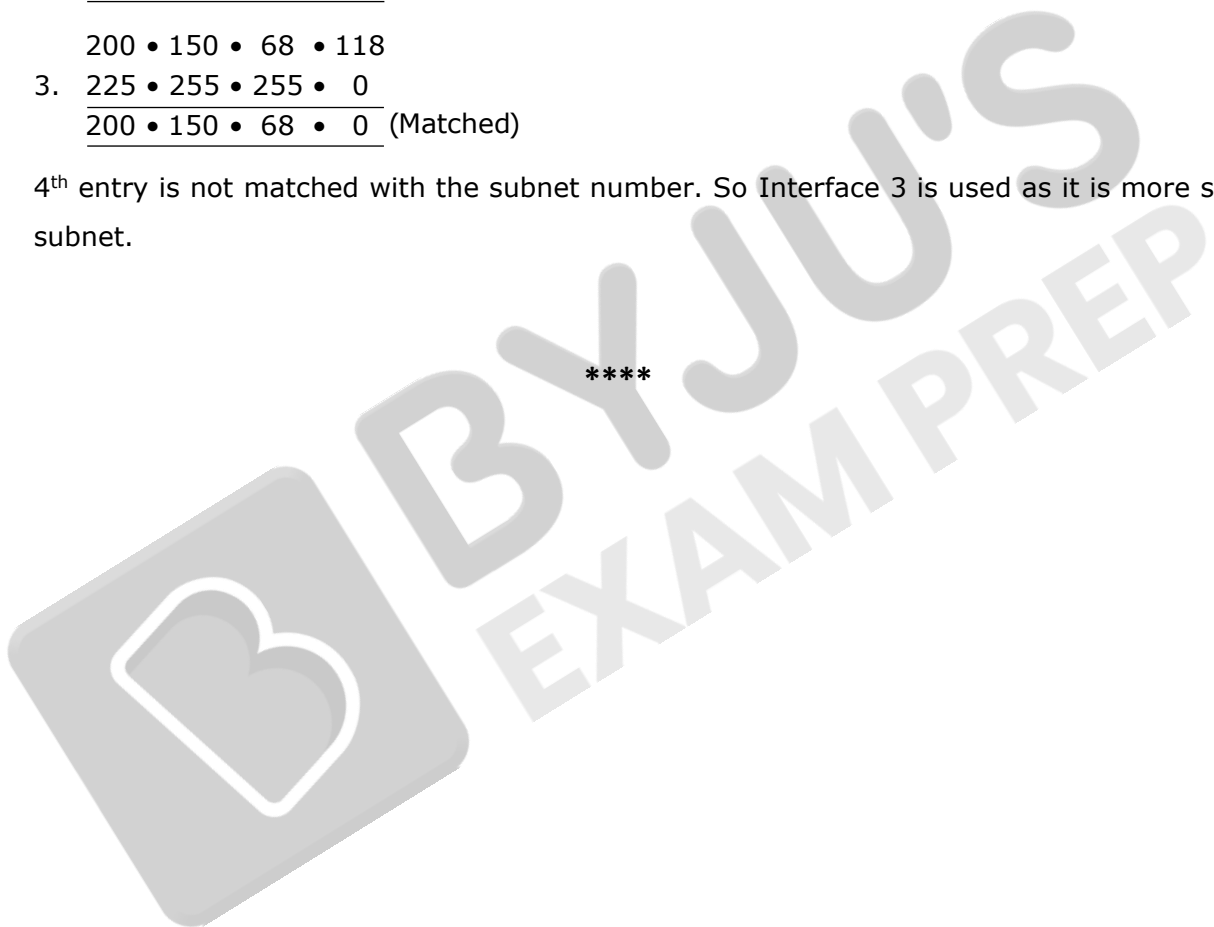 200 • 150 • 68 • 118
3. 225 • 255 • 255 • 0
200 • 150 • 68 • 0 (Matched)
4th entry is not matched with the subnet number. So Interface 3 is used as it is more s
subnet.
****
BYJU'S
EXAM PREP